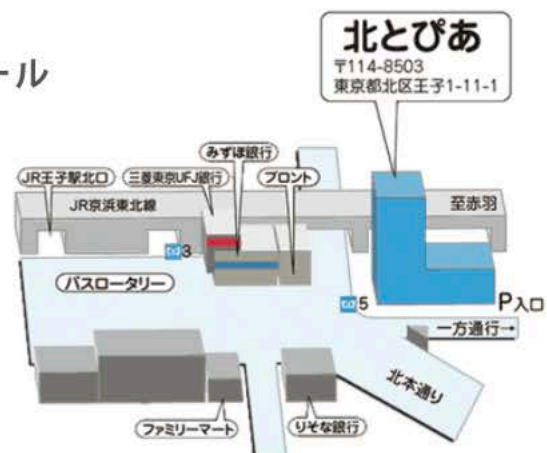 ール
北とぴあ
〒114-8503
東京都北区王子1-11-1
みずほ銀行
JR王子駅北口
三菱東京UFJ銀行
プロント
JR京浜東北線
至赤羽
3
バスロータリー
5
P入口
一方通行→
北本通り
ファミリーマート
りそな銀行